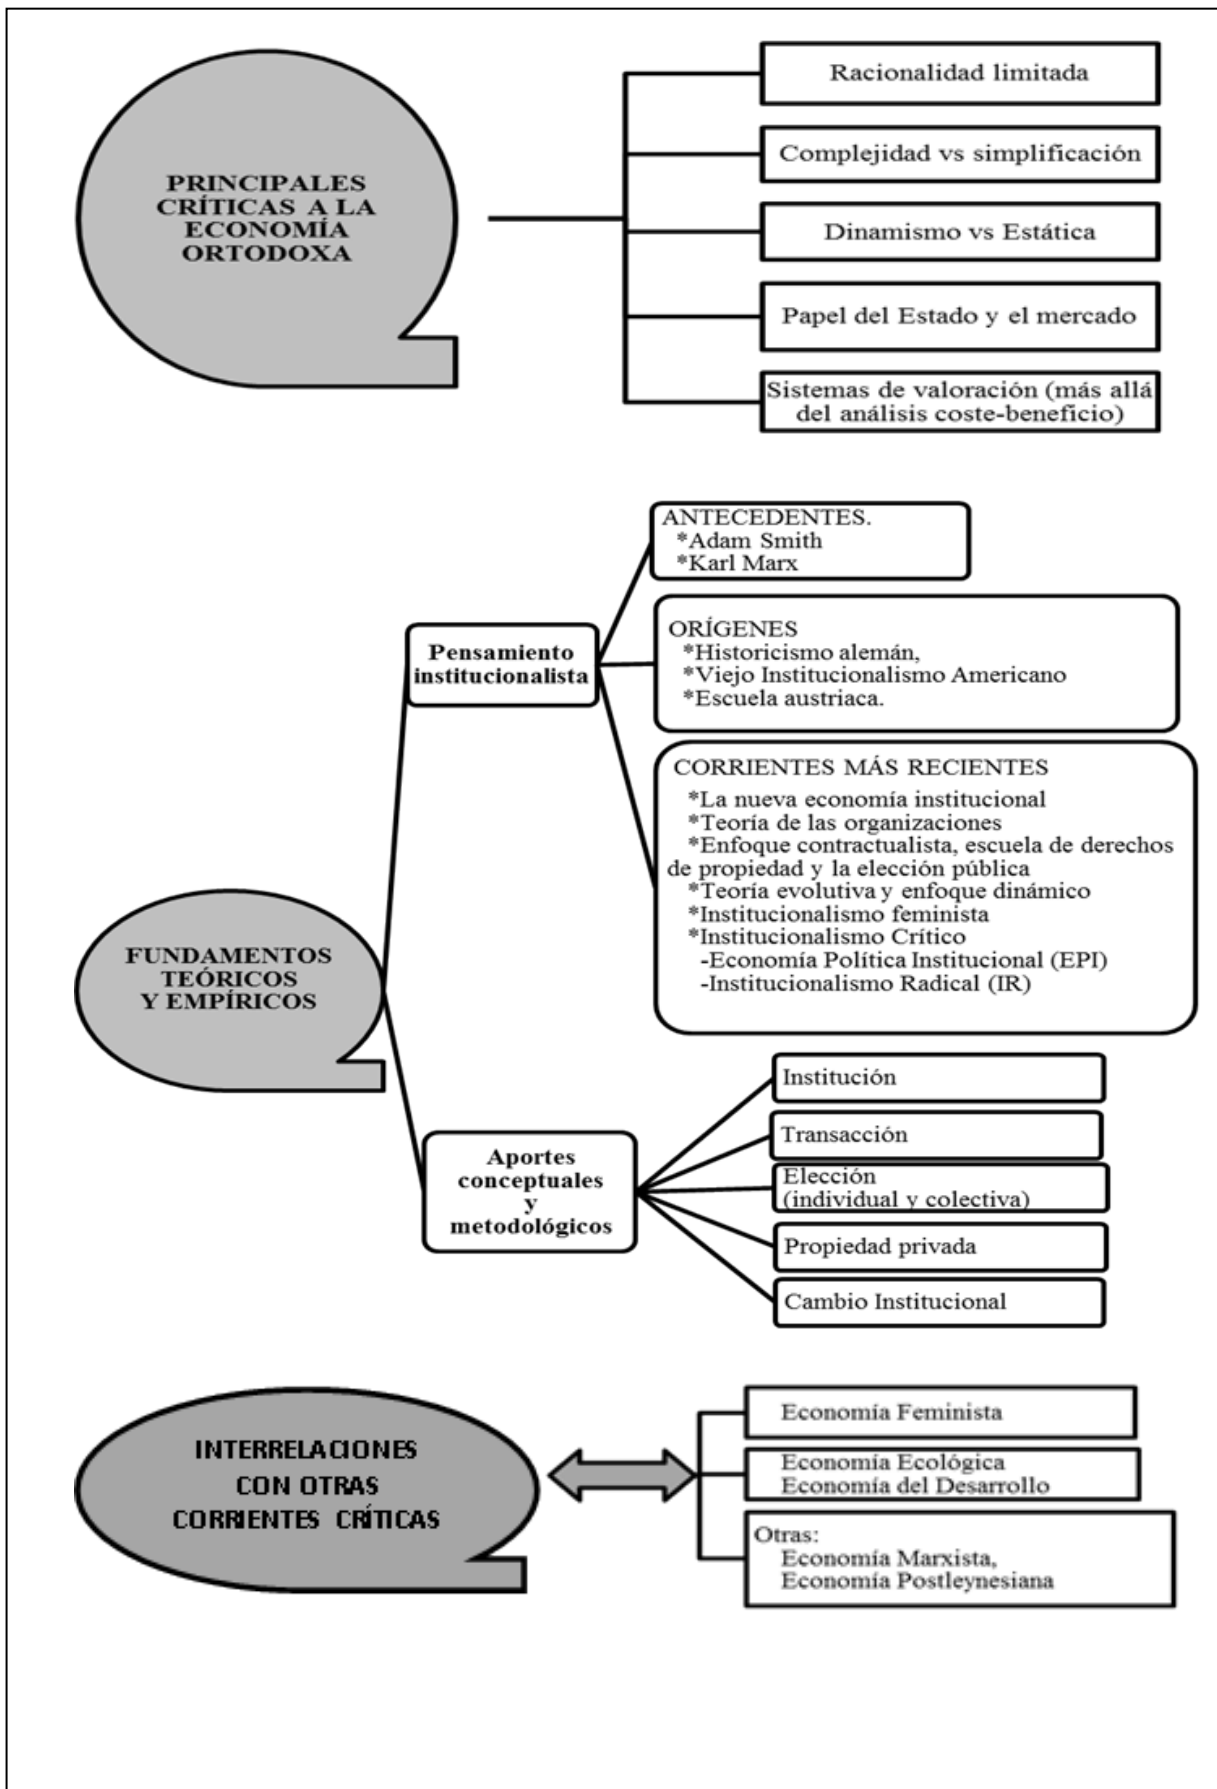 PRINCIPALES
CRÍTICAS A LA
ECONOMÍA
ORTODOXA
Racionalidad limitada
Complejidad vs simplificación
Dinamismo vs Estática
Papel del Estado y el mercado
Sistemas de valoración (más allá
del análisis coste-beneficio)
FUNDAMENTOS
TEÓRICOS
Y EMPÍRICOS
Pensamiento
institucionalista
ANTECEDENTES.
*Adam Smith
*Karl Marx
ORÍGENES
*Historicismo alemán,
*Viejo Institucionalismo Americano
*Escuela austriaca.
CORRIENTES MÁS RECIENTES
*La nueva economía institucional
*Teoría de las organizaciones
*Enfoque contractualista, escuela de derechos
de propiedad y la elección pública
*Teoría evolutiva y enfoque dinámico
*Institucionalismo feminista
*Institucionalismo Crítico
-Economía Política Institucional (EPI)
-Institucionalismo Radical (IR)
Aportes
conceptuales
y
metodológicos
Institución
Transacción
Elección
(individual y colectiva)
Propiedad privada
Cambio Institucional
INTERRELACIONES
CON OTRAS
CORRIENTES CRÍTICAS
Economía Feminista
Economía Ecológica
Economía del Desarrollo
Otras:
Economía Marxista,
Economía Postleynesiana